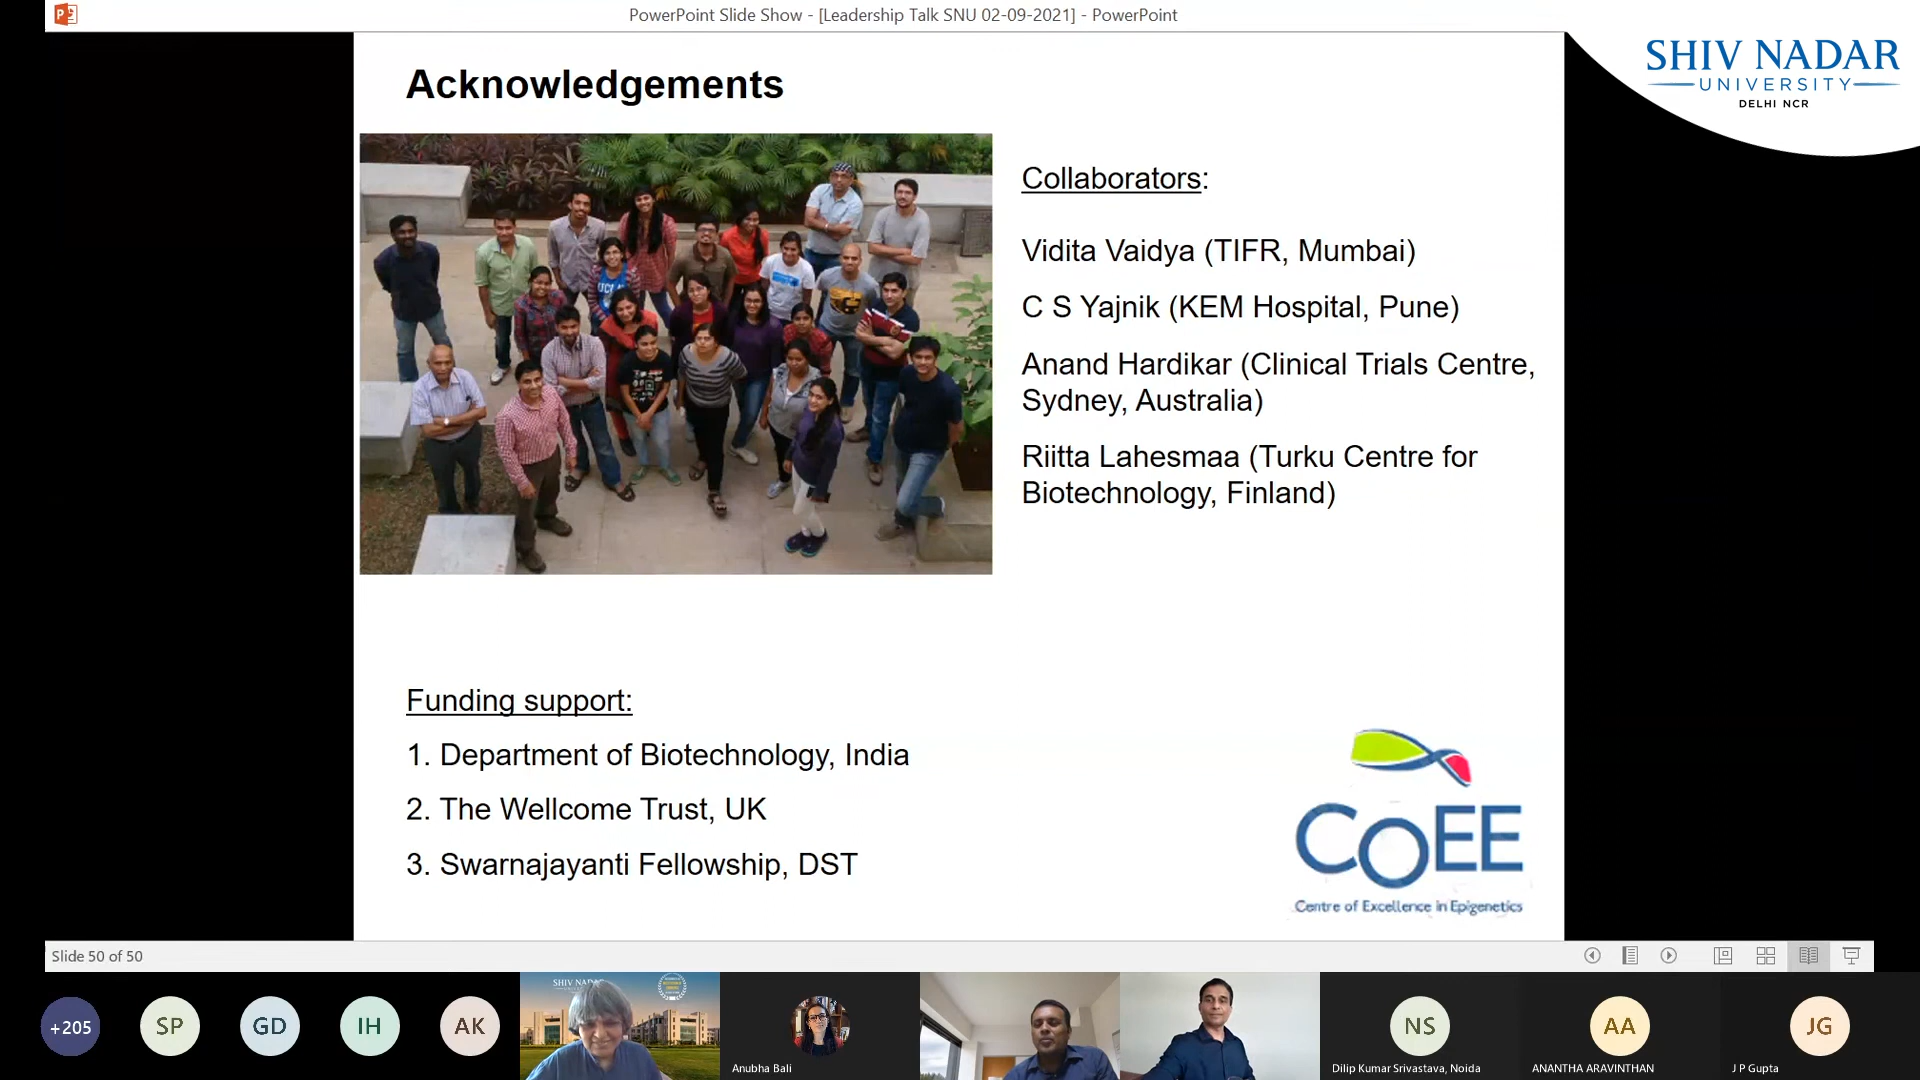 PowerPoint Slide Show - [Leadership Talk SNU 02-09-2021] - PowerPoint
SHIV NADAR
UNIVERSITY
DELHI NCR
Acknowledgements
Collaborators:
Vidita Vaidya (TIFR, Mumbai)
C S Yajnik (KEM Hospital, Pune)
Anand Hardikar (Clinical Trials Centre,
Sydney, Australia)
Riitta Lahesmaa (Turku Centre for
Biotechnology, Finland)
Funding support:
1. Department of Biotechnology, India
2. The Wellcome Trust, UK
3. Swarnajayanti Fellowship, DST
COEE
Centre of Excellence in Epigenetics
Slide 50 of 50
+205
SP
GD
IH
AK
SHIV NADAR
Anubha Bali
NS
Dilip Kumar Srivastava, Noida
AA
ANANTHA ARAVINTHAN
JG
J P Gupta